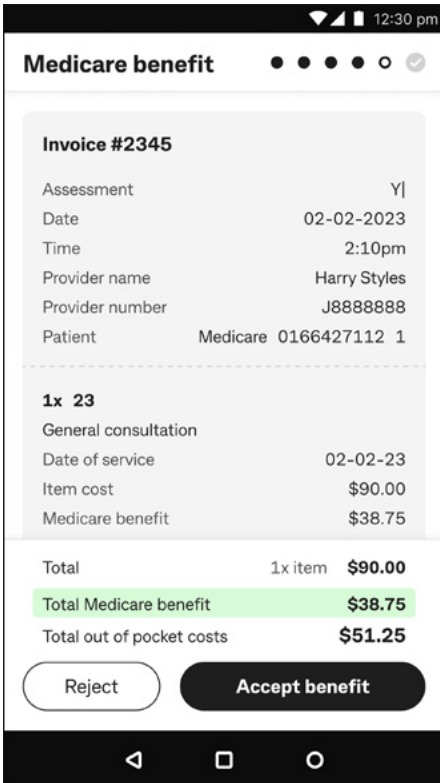 12:30 pm
Medicare benefit
Invoice #2345
Assessment Y|
Date 02-02-2023
Time 2:10pm
Provider name Harry Styles
Provider number J8888888
Patient Medicare 0166427112 1
1x 23
General consultation
Date of service 02-02-23
Item cost $90.00
Medicare benefit $38.75
Total 1x item $90.00
Total Medicare benefit $38.75
Total out of pocket costs $51.25
Reject Accept benefit